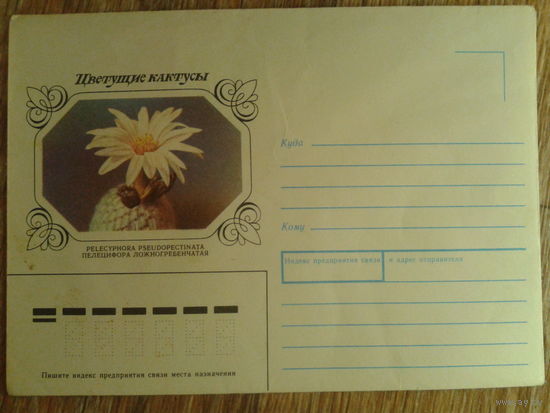 Цветущие кактусы
PELECYPHORA PSEUDOPECTINATA
ПЕЛЕЦИФОРА ЛОЖНОГРЕБЕНЧАТАЯ
Куда
Кому
Индекс предприятия связи и адрес отправителя
Пишите индекс предприятия связи места назначения